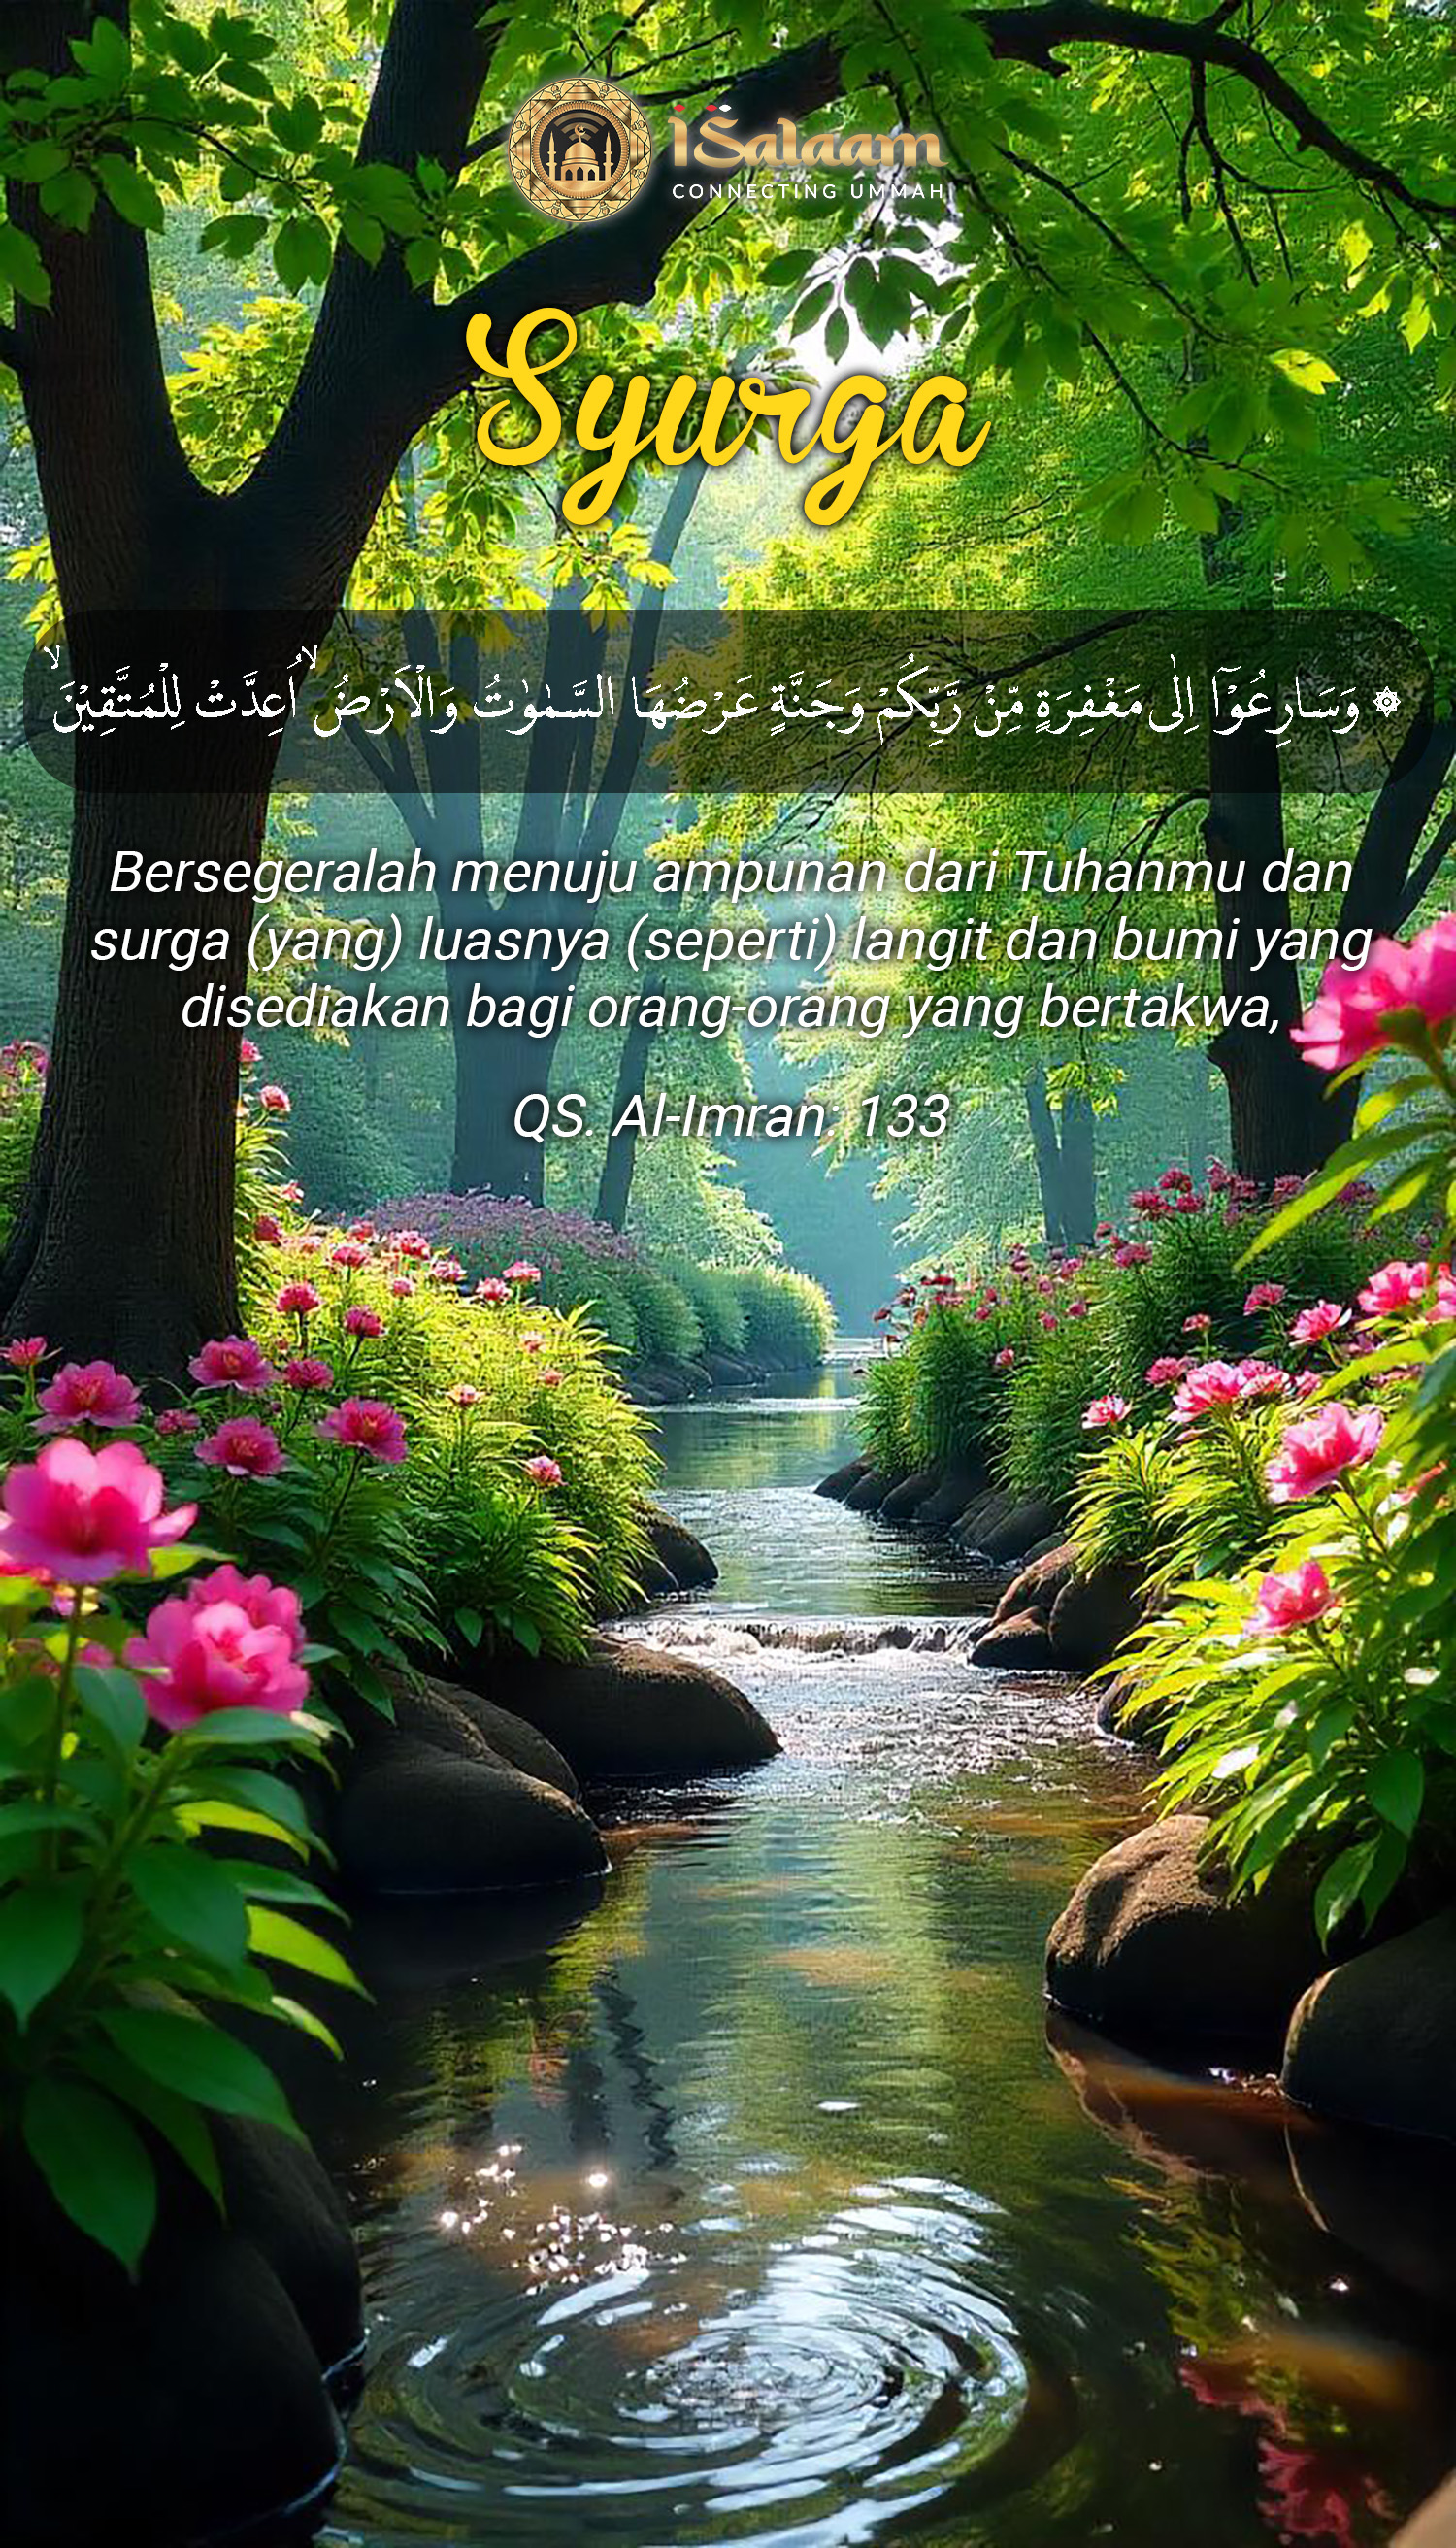 iSalaam
CONNECTING UMMAH
Syurga
۞ وَسَارِعُوْٓا اِلٰى مَغْفِرَةٍ مِّنْ رَّبِّكُمْ وَجَنَّةٍ عَرْضُهَا السَّمٰوٰتُ وَالْاَرْضُۙ اُعِدَّتْ لِلْمُتَّقِيْنَۙ
Bersegeralah menuju ampunan dari Tuhanmu dan
surga (yang) luasnya (seperti) langit dan bumi yang
disediakan bagi orang-orang yang bertakwa,
QS. Al-Imran: 133